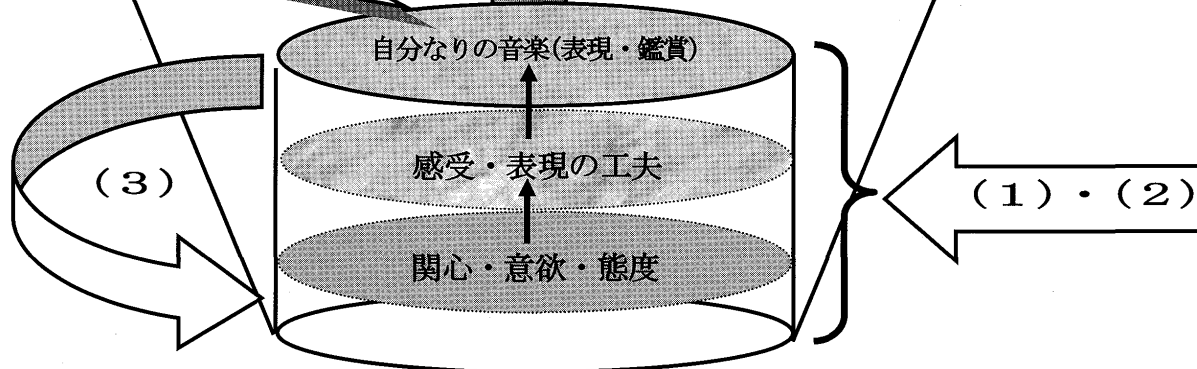 自分なりの音楽(表現・鑑賞)
感受・表現の工夫
(3)
(1)・(2)
関心・意欲・態度